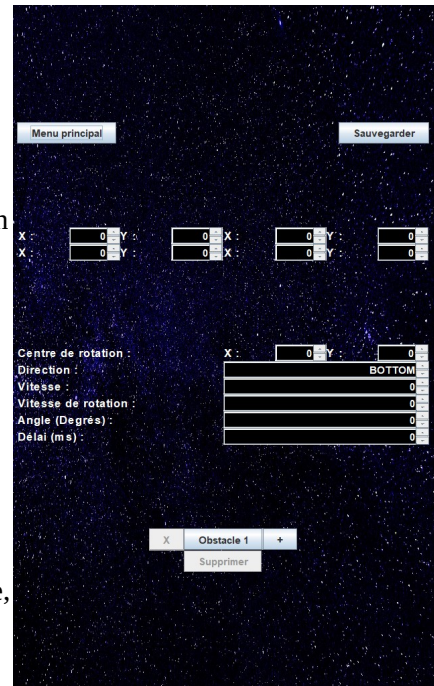 Menu principal Sauvegarder
n
X : 0 Y : 0 X : 0 Y : 0
X : 0 Y : 0 X : 0 Y : 0
Centre de rotation : X : 0 Y : 0
Direction : BOTTOM
Vitesse : 0
Vitesse de rotation : 0
Angle (Degrés) : 0
Délai (ms) : 0
X Obstacle 1 +
Supprimer
e,